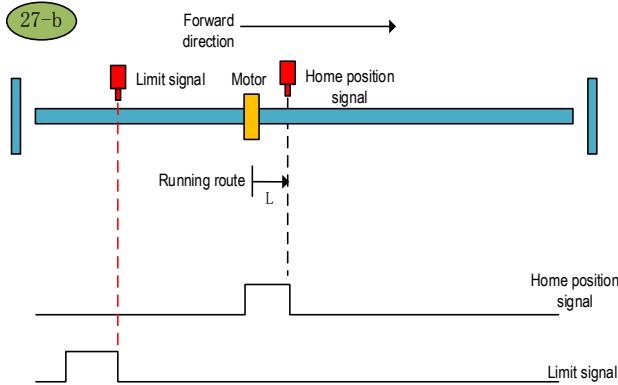 27-b
Forward
direction
Limit signal
Motor
Home position
signal
Running route
L
Home position
signal
Limit signal